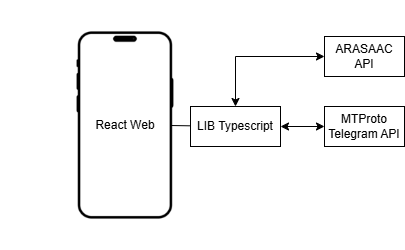 ARASAAC
API
React Web
LIB Typescript
MTProto
Telegram API